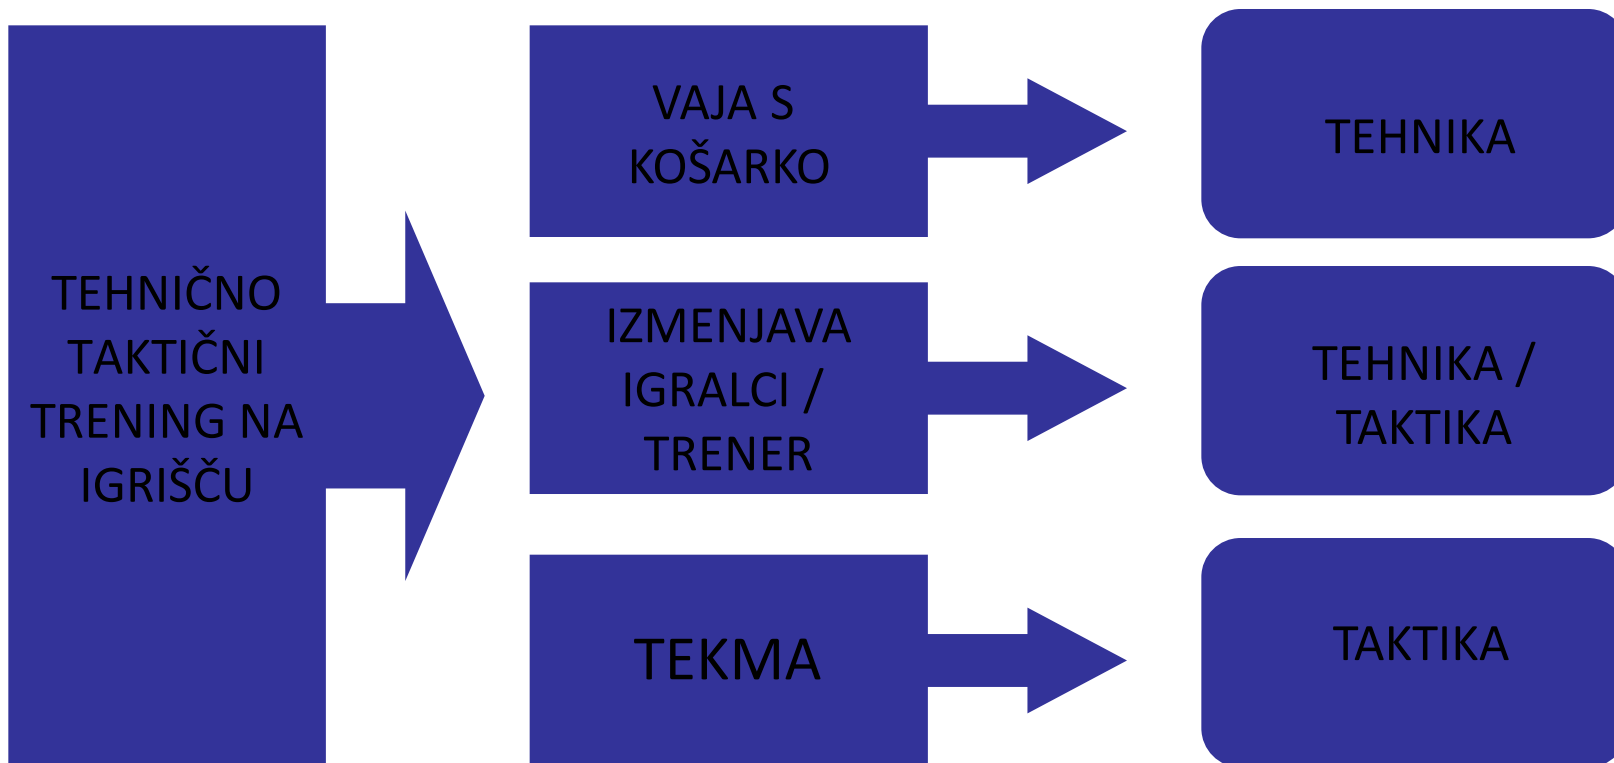 TEHNIČNO
TAKTIČNI
TRENING NA
IGRIŠČU
VAJA S
KOŠARKO
TEHNIKA
IZMENJAVA
IGRALCI /
TRENER
TEHNIKA /
TAKTIKA
TEKMA
TAKTIKA